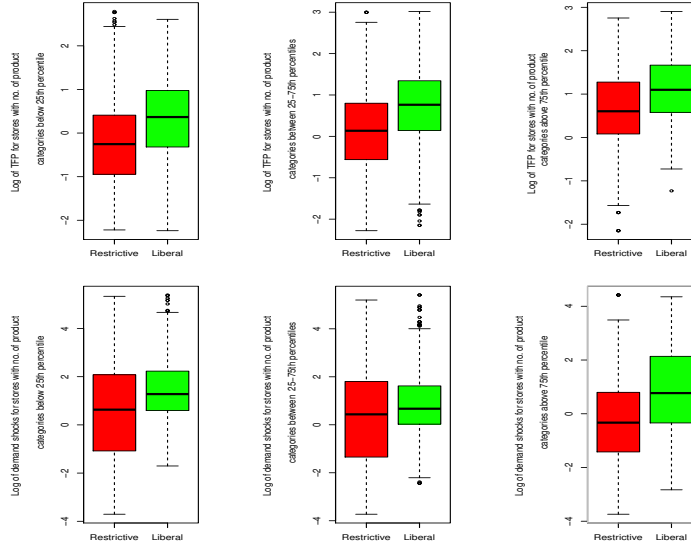 Log of TFP for stores with no. of product
categories below 25th percentile
2
1
0
−1
−2
Restrictive Liberal
Log of TFP for stores with no. of product
categories between 25−75th percentiles
3
2
1
0
−1
−2
Restrictive Liberal
Log of TFP for stores with no. of product
categories above 75th percentile
3
2
1
0
−1
−2
Restrictive Liberal
Log of demand shocks for stores with no. of product
categories below 25th percentile
4
2
0
−2
−4
Restrictive Liberal
Log of demand shocks for stores with no. of product
categories between 25−75th percentiles
4
2
0
−2
−4
Restrictive Liberal
Log of demand shocks for stores with no. of product
categories above 75th percentile
4
2
0
−2
−4
Restrictive Liberal